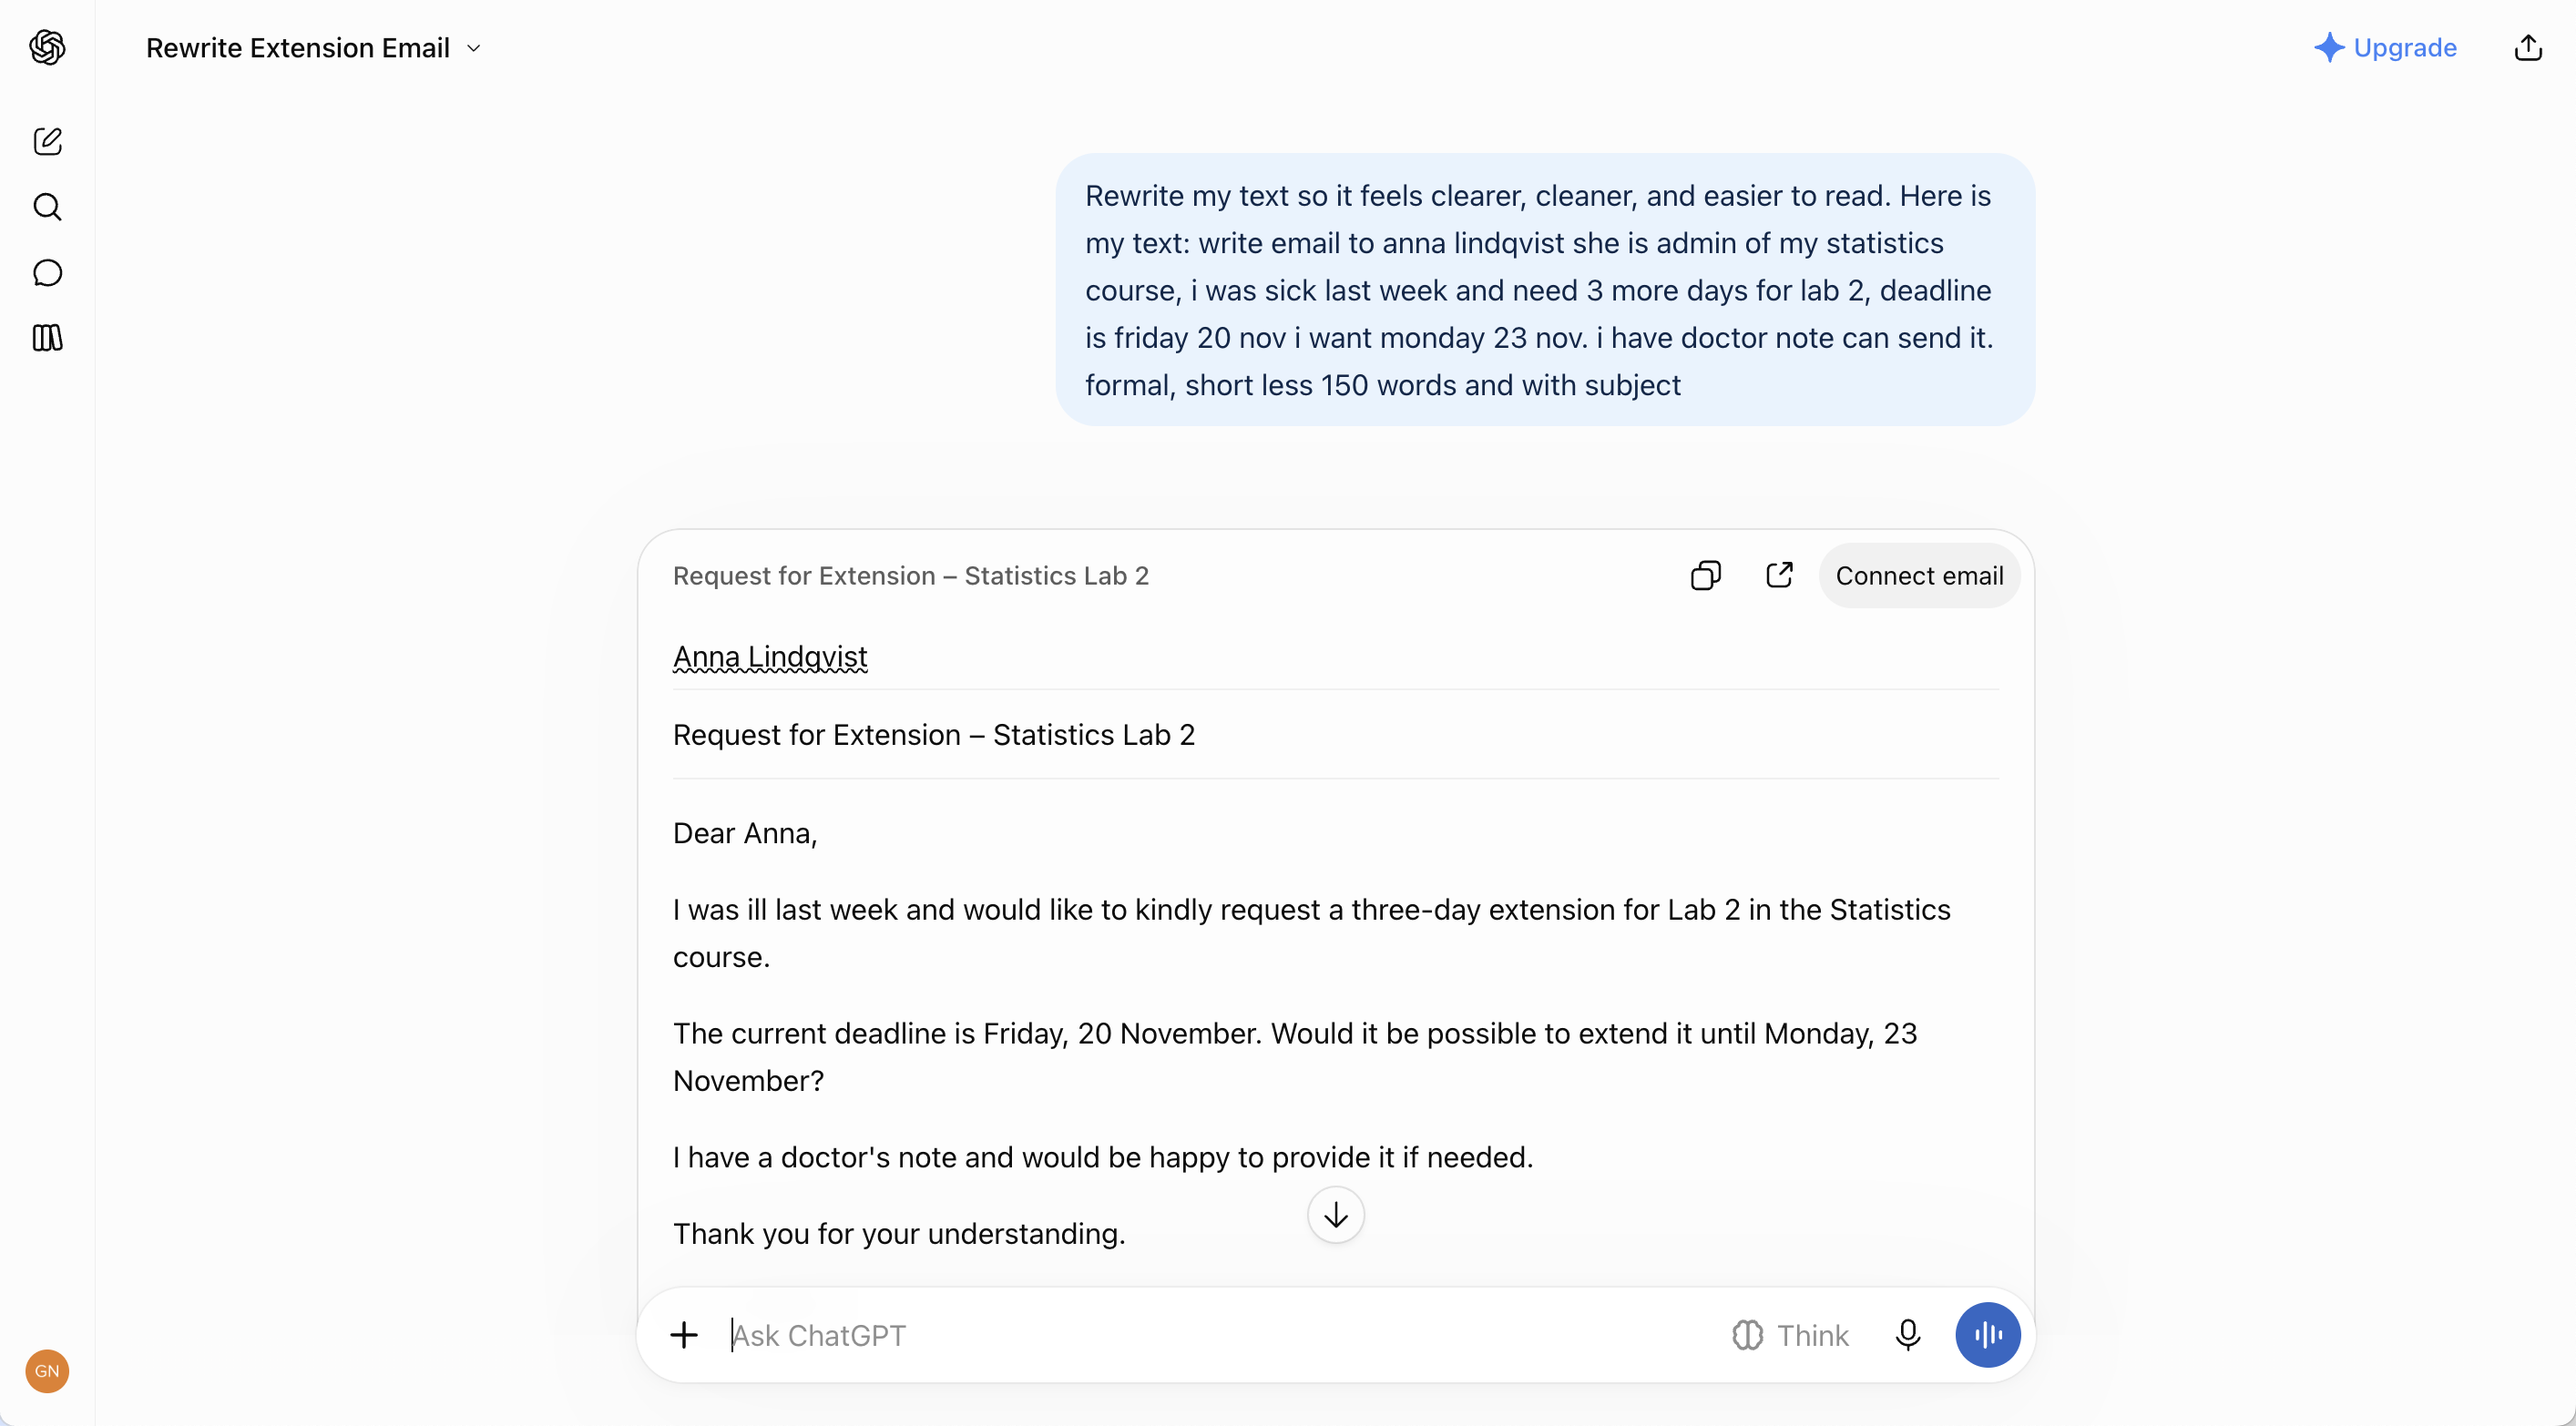 Rewrite Extension Email
Upgrade
Rewrite my text so it feels clearer, cleaner, and easier to read. Here is
my text: write email to anna lindqvist she is admin of my statistics
course, i was sick last week and need 3 more days for lab 2, deadline
is friday 20 nov i want monday 23 nov. i have doctor note can send it.
formal, short less 150 words and with subject
Request for Extension – Statistics Lab 2
Connect email
Anna Lindqvist
Request for Extension – Statistics Lab 2
Dear Anna,
I was ill last week and would like to kindly request a three-day extension for Lab 2 in the Statistics
course.
The current deadline is Friday, 20 November. Would it be possible to extend it until Monday, 23
November?
I have a doctor's note and would be happy to provide it if needed.
Thank you for your understanding.
Ask ChatGPT
Think
GN